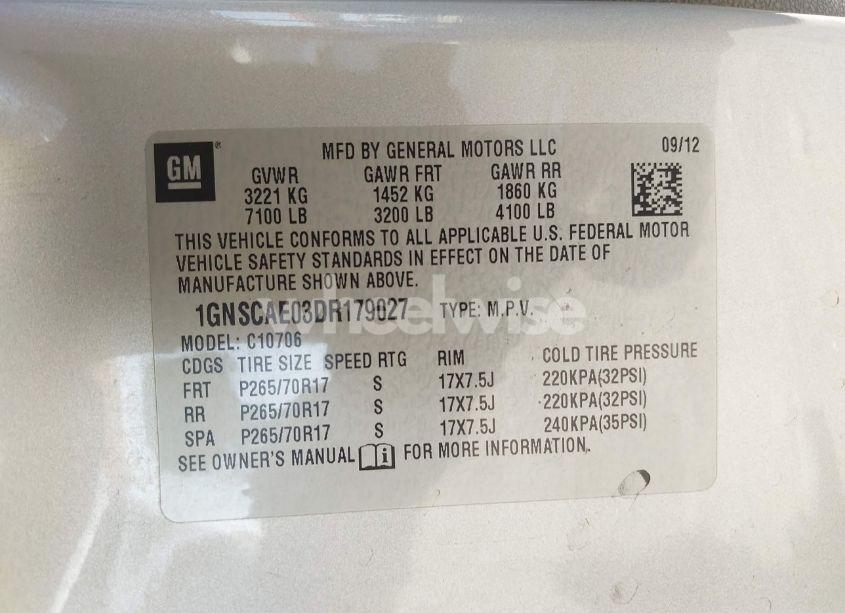 GM
MFD BY GENERAL MOTORS LLC 09/12
GVWR GAWR FRT GAWR RR
3221 KG 1452 KG 1860 KG
7100 LB 3200 LB 4100 LB
THIS VEHICLE CONFORMS TO ALL APPLICABLE U.S. FEDERAL MOTOR
VEHICLE SAFETY STANDARDS IN EFFECT ON THE DATE OF
MANUFACTURE SHOWN ABOVE.
1GNSCAE03DR179027 TYPE: M.P.V.
wheelwise
MODEL: C10706
CDGS TIRE SIZE SPEED RTG RIM COLD TIRE PRESSURE
FRT P265/70R17 S 17X7.5J 220KPA(32PSI)
RR P265/70R17 S 17X7.5J 220KPA(32PSI)
SPA P265/70R17 S 17X7.5J 240KPA(35PSI)
SEE OWNER'S MANUAL i FOR MORE INFORMATION.